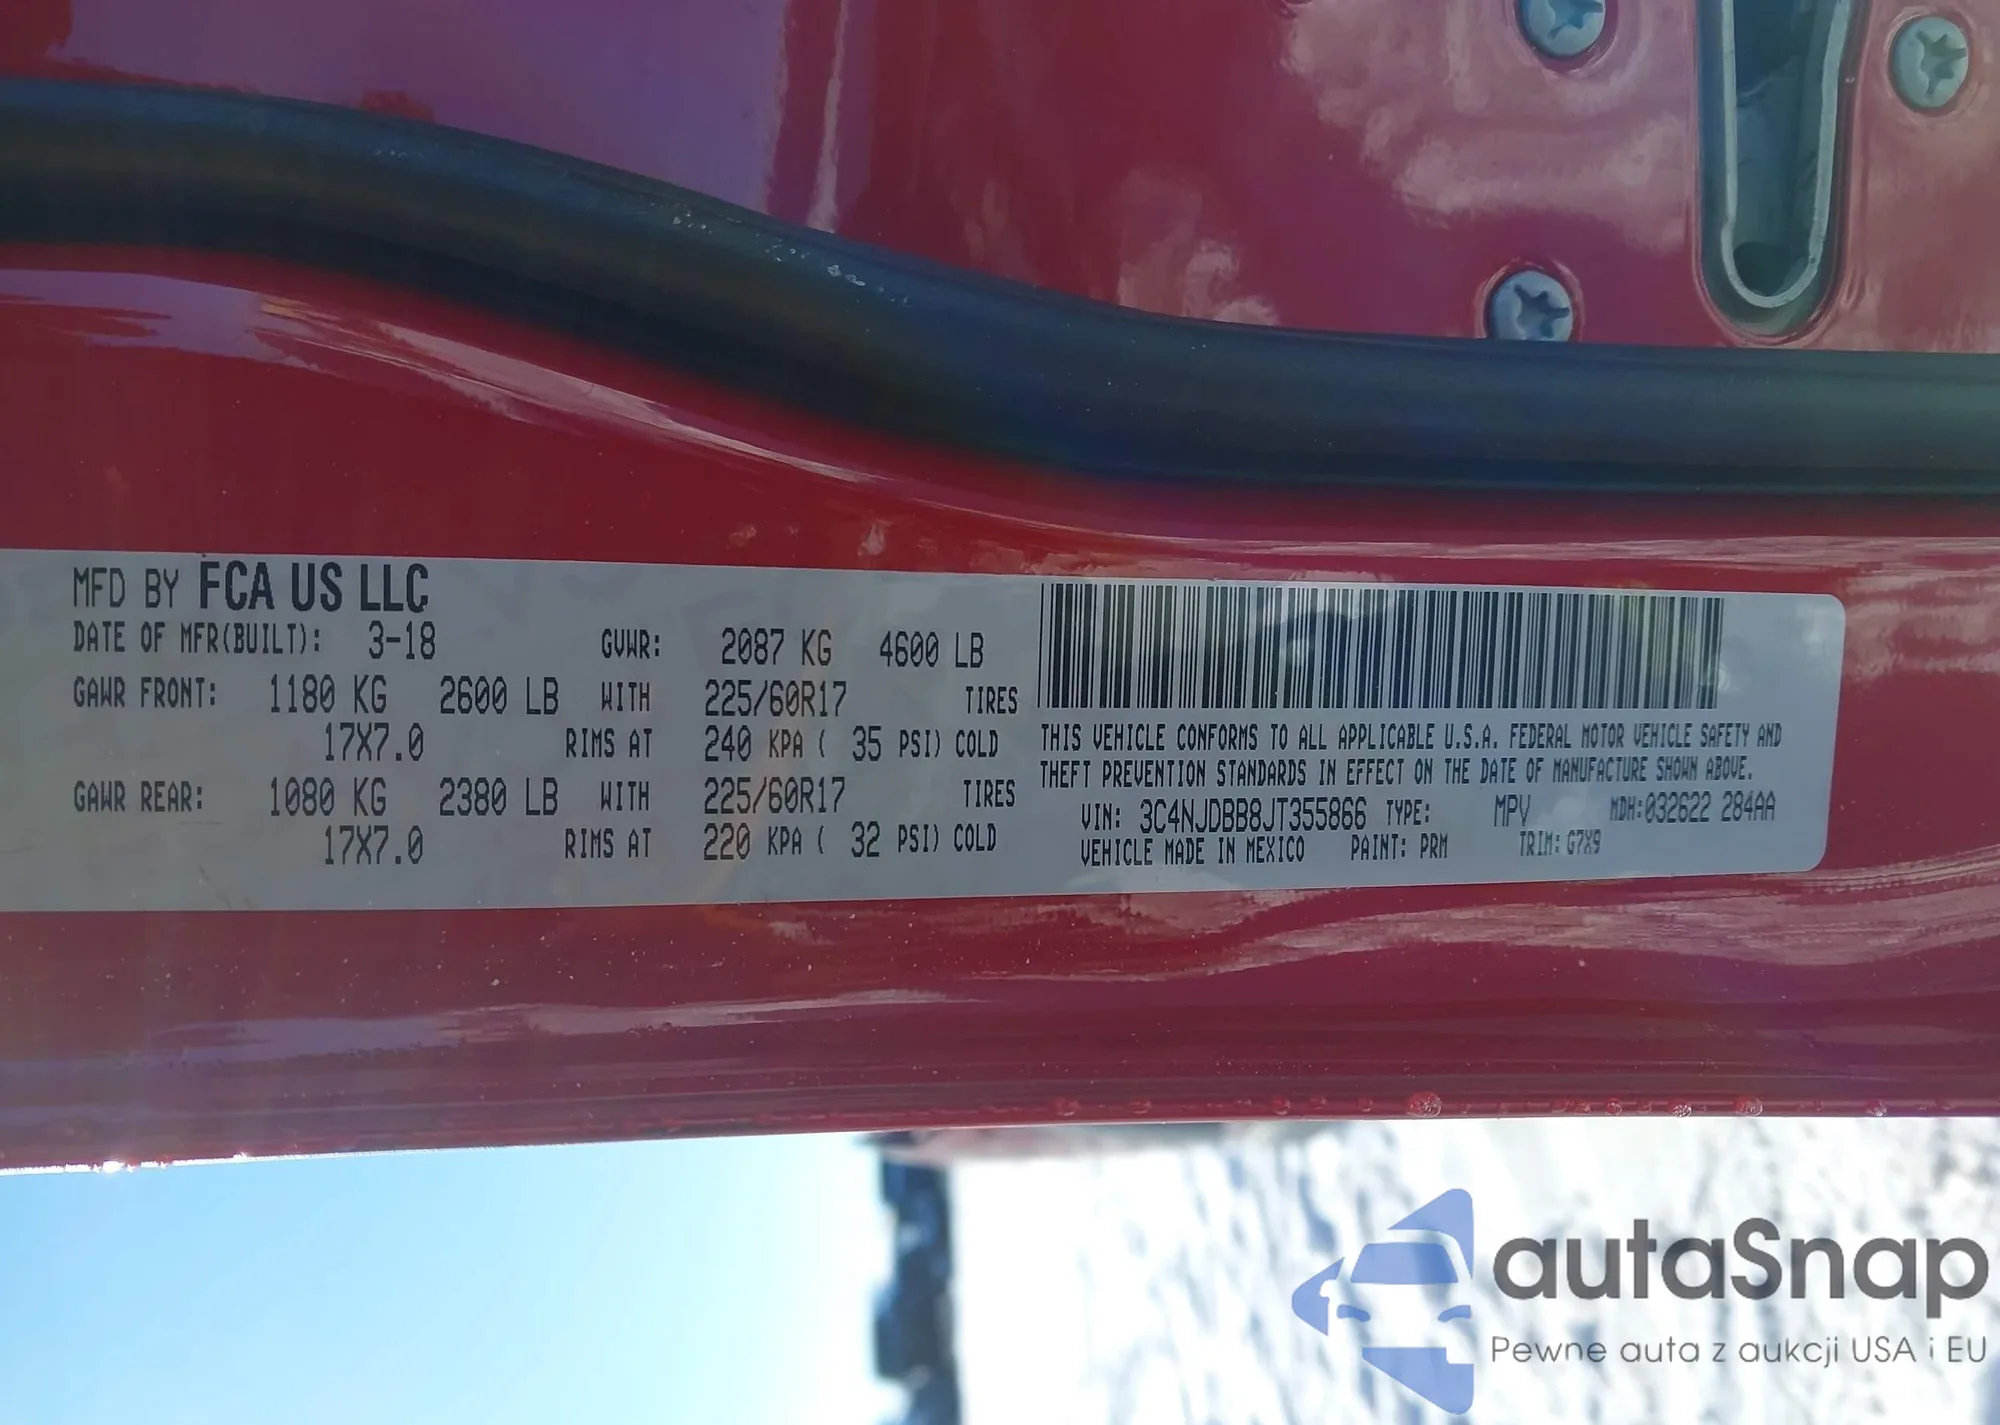 MFD BY FCA US LLC
DATE OF MFR(BUILT): 3-18 GVWR: 2087 KG 4600 LB
GAWR FRONT: 1180 KG 2600 LB WITH 225/60R17 TIRES
17X7.0 RIMS AT 240 KPA ( 35 PSI) COLD
GAWR REAR: 1080 KG 2380 LB WITH 225/60R17 TIRES
17X7.0 RIMS AT 220 KPA ( 32 PSI) COLD
THIS VEHICLE CONFORMS TO ALL APPLICABLE U.S.A. FEDERAL MOTOR VEHICLE SAFETY AND
THEFT PREVENTION STANDARDS IN EFFECT ON THE DATE OF MANUFACTURE SHOWN ABOVE.
VIN: 3C4NJDBB8JT355866 TYPE: MPV MDH:032622 284AA
VEHICLE MADE IN MEXICO PAINT: PRM TRIM: G7X9
autaSnap
Pewne auta z aukcji USA i EU